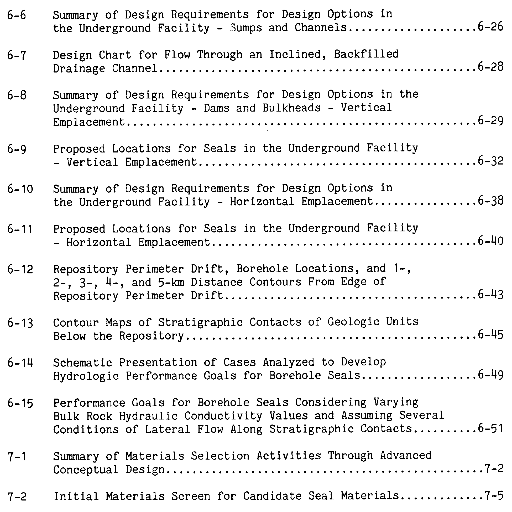 6-6 Summary of Design Requirements for Design Options in
the Underground Facility - Sumps and Channels....................6-26
6-7 Design Chart for Flow Through an Inclined, Backfilled
Drainage Channel.................................................6-28
6-8 Summary of Design Requirements for Design Options in the
Underground Facility - Dams and Bulkheads - Vertical
Emplacement......................................................6-29
6-9 Proposed Locations for Seals in the Underground Facility
- Vertical Emplacement...........................................6-32
6-10 Summary of Design Requirements for Design Options in
the Underground Facility - Horizontal Emplacement................6-38
6-11 Proposed Locations for Seals in the Underground Facility
- Horizontal Emplacement.........................................6-40
6-12 Repository Perimeter Drift, Borehole Locations, and 1-,
2-, 3-, 4-, and 5-km Distance Contours From Edge of
Repository Perimeter Drift.......................................6-43
6-13 Contour Maps of Stratigraphic Contacts of Geologic Units
Below the Repository.............................................6-45
6-14 Schematic Presentation of Cases Analyzed to Develop
Hydrologic Performance Goals for Borehole Seals..................6-49
6-15 Performance Goals for Borehole Seals Considering Varying
Bulk Rock Hydraulic Conductivity Values and Assuming Several
Conditions of Lateral Flow Along Stratigraphic Contacts..........6-51
7-1 Summary of Materials Selection Activities Through Advanced
Conceptual Design................................................7-2
7-2 Initial Materials Screen for Candidate Seal Materials............7-5